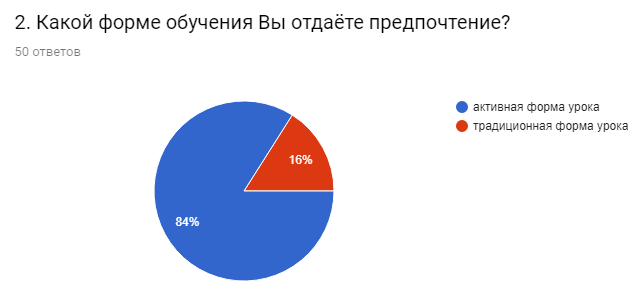 2. Какой форме обучения Вы отдаёте предпочтение?
50 ответов
активная форма урока
традиционная форма урока
16%
84%